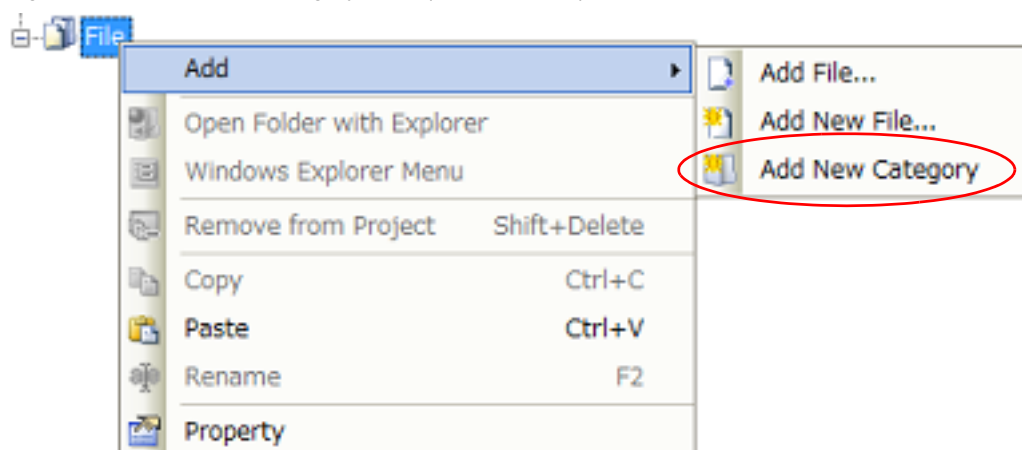 File
Add
Open Folder with Explorer
Windows Explorer Menu
Remove from Project Shift+Delete
Copy Ctrl+C
Paste Ctrl+V
Rename F2
Property
Add File...
Add New File...
Add New Category